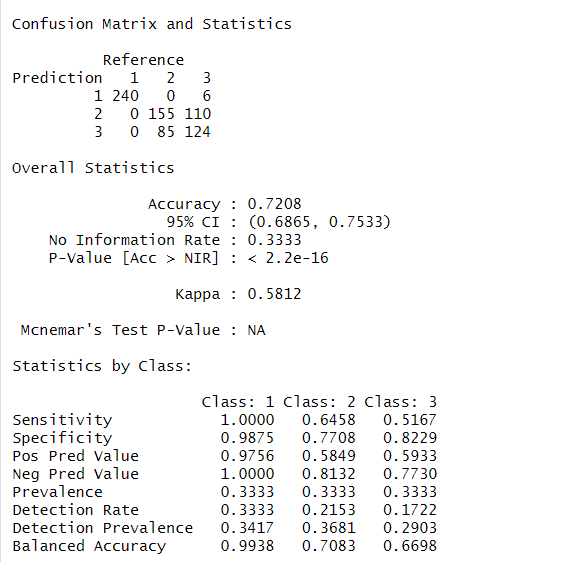 Confusion Matrix and Statistics
          Reference
Prediction   1   2   3
         1 240   0   6
         2   0 155 110
         3   0  85 124
Overall Statistics
               Accuracy : 0.7208
                 95% CI : (0.6865, 0.7533)
    No Information Rate : 0.3333
    P-Value [Acc > NIR] : < 2.2e-16
                  Kappa : 0.5812
 Mcnemar's Test P-Value : NA
Statistics by Class:
                     Class: 1 Class: 2 Class: 3
Sensitivity            1.0000   0.6458   0.5167
Specificity            0.9875   0.7708   0.8229
Pos Pred Value         0.9756   0.5849   0.5933
Neg Pred Value         1.0000   0.8132   0.7730
Prevalence             0.3333   0.3333   0.3333
Detection Rate         0.3333   0.2153   0.1722
Detection Prevalence   0.3417   0.3681   0.2903
Balanced Accuracy      0.9938   0.7083   0.6698